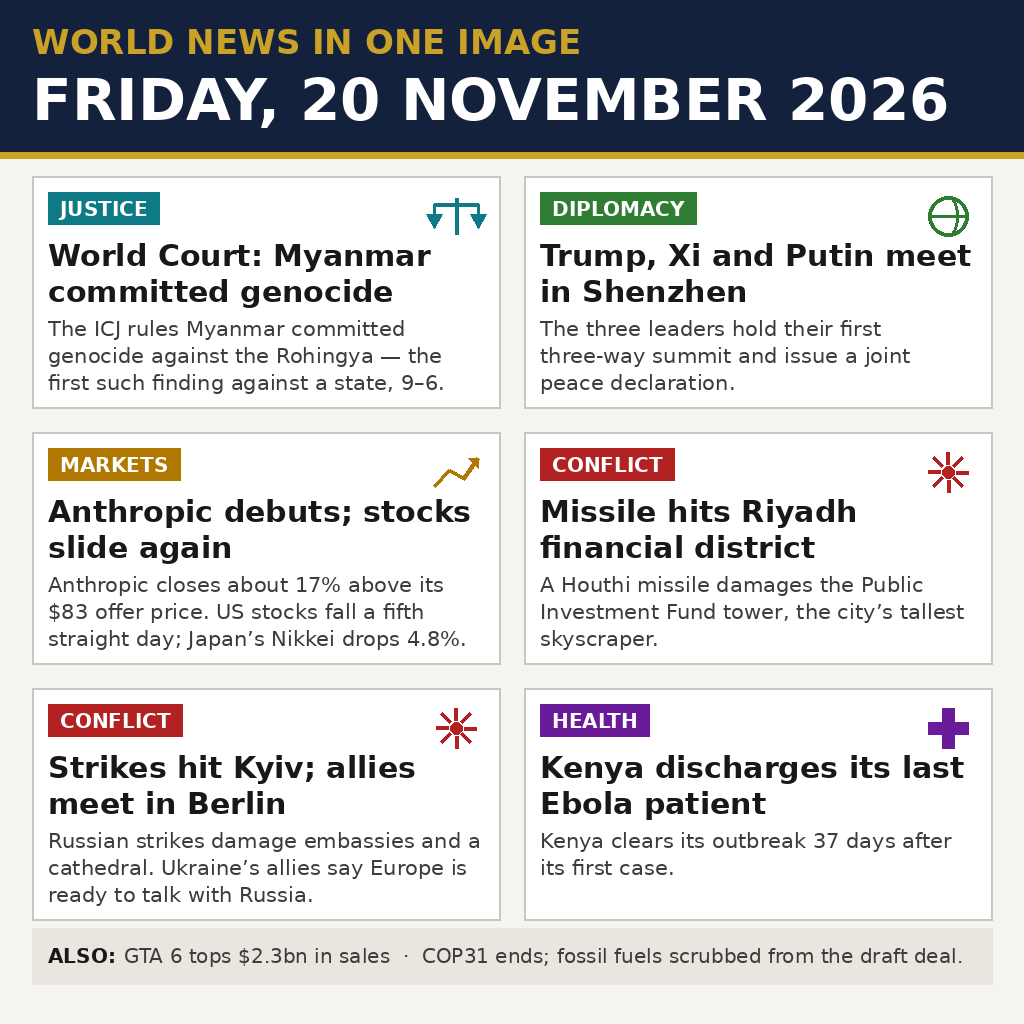 WORLD NEWS IN ONE IMAGE
FRIDAY, 20 NOVEMBER 2026
JUSTICE
World Court: Myanmar
committed genocide
The ICJ rules Myanmar committed
genocide against the Rohingya — the
first such finding against a state, 9–6.
DIPLOMACY
Trump, Xi and Putin meet
in Shenzhen
The three leaders hold their first
three-way summit and issue a joint
peace declaration.
MARKETS
Anthropic debuts; stocks
slide again
Anthropic closes about 17% above its
$83 offer price. US stocks fall a fifth
straight day; Japan’s Nikkei drops 4.8%.
CONFLICT
Missile hits Riyadh
financial district
A Houthi missile damages the Public
Investment Fund tower, the city’s tallest
skyscraper.
CONFLICT
Strikes hit Kyiv; allies
meet in Berlin
Russian strikes damage embassies and a
cathedral. Ukraine’s allies say Europe is
ready to talk with Russia.
HEALTH
Kenya discharges its last
Ebola patient
Kenya clears its outbreak 37 days after
its first case.
ALSO: GTA 6 tops $2.3bn in sales · COP31 ends; fossil fuels scrubbed from the draft deal.